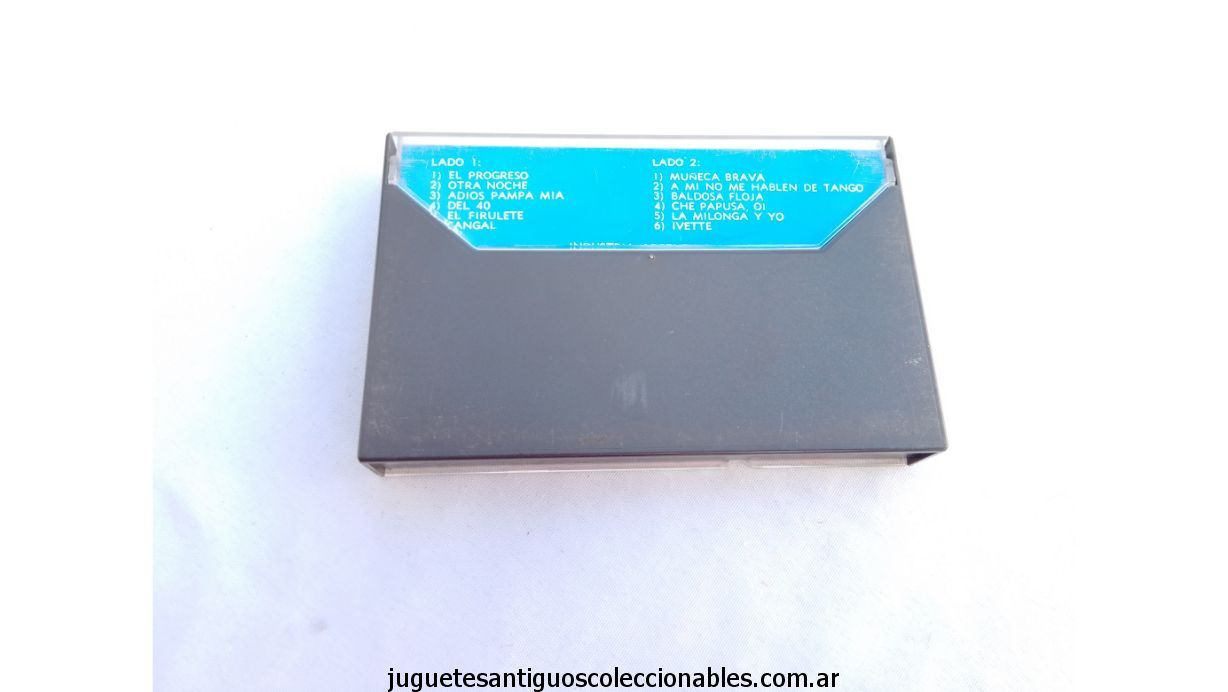 LADO 1:
1) EL PROGRESO
2) OTRA NOCHE
3) ADIOS PAMPA MIA
4) DEL 40
EL FIRULETE
LADO 2:
1) MUÑECA BRAVA
2) A MI NO ME HABLEN DE TANGO
3) BALDOSA FLOJA
4) CHE PAPUSA, OI
5) LA MILONGA Y YO
6) IVETTE
juguetesantiguoscoleccionables.com.ar